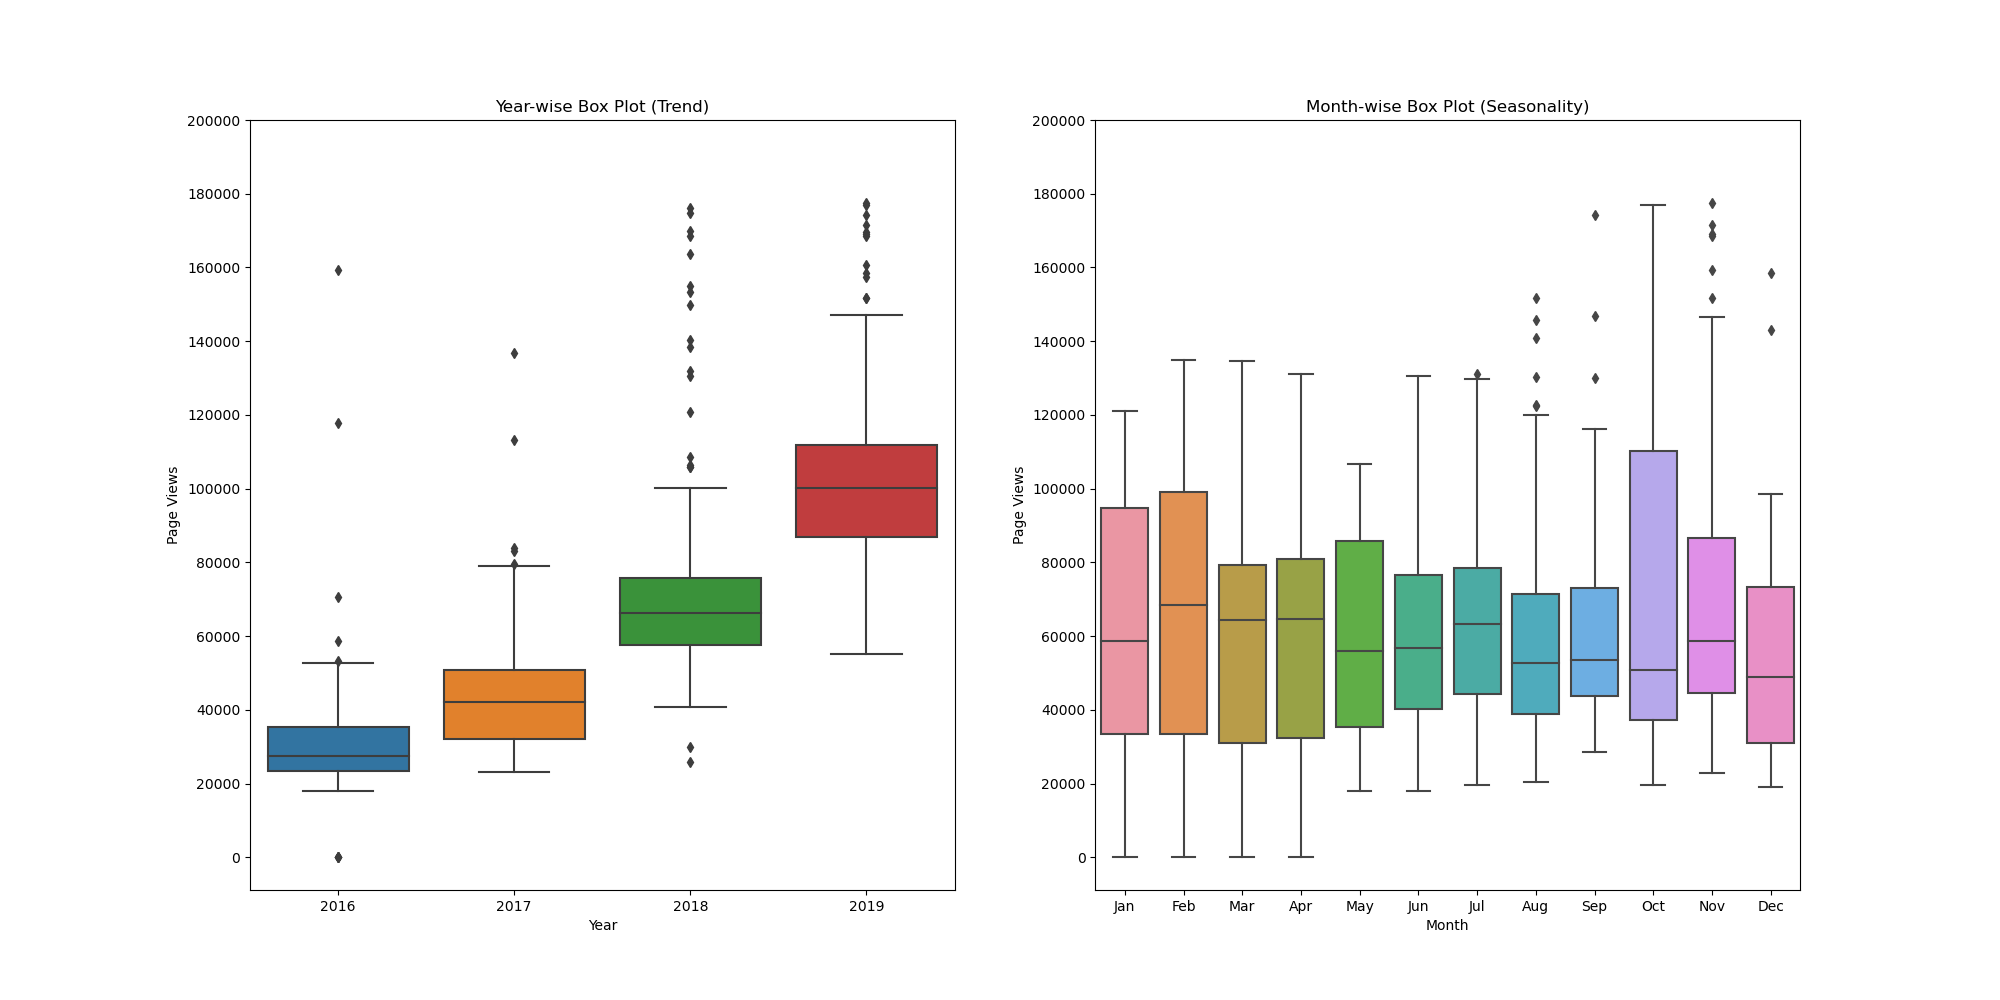 Year-wise Box Plot (Trend)
200000
180000
160000
140000
120000
100000
80000
60000
40000
20000
0
Page Views
2016 2017 2018 2019
Year
Month-wise Box Plot (Seasonality)
200000
180000
160000
140000
120000
100000
80000
60000
40000
20000
0
Page Views
Jan Feb Mar Apr May Jun Jul Aug Sep Oct Nov Dec
Month